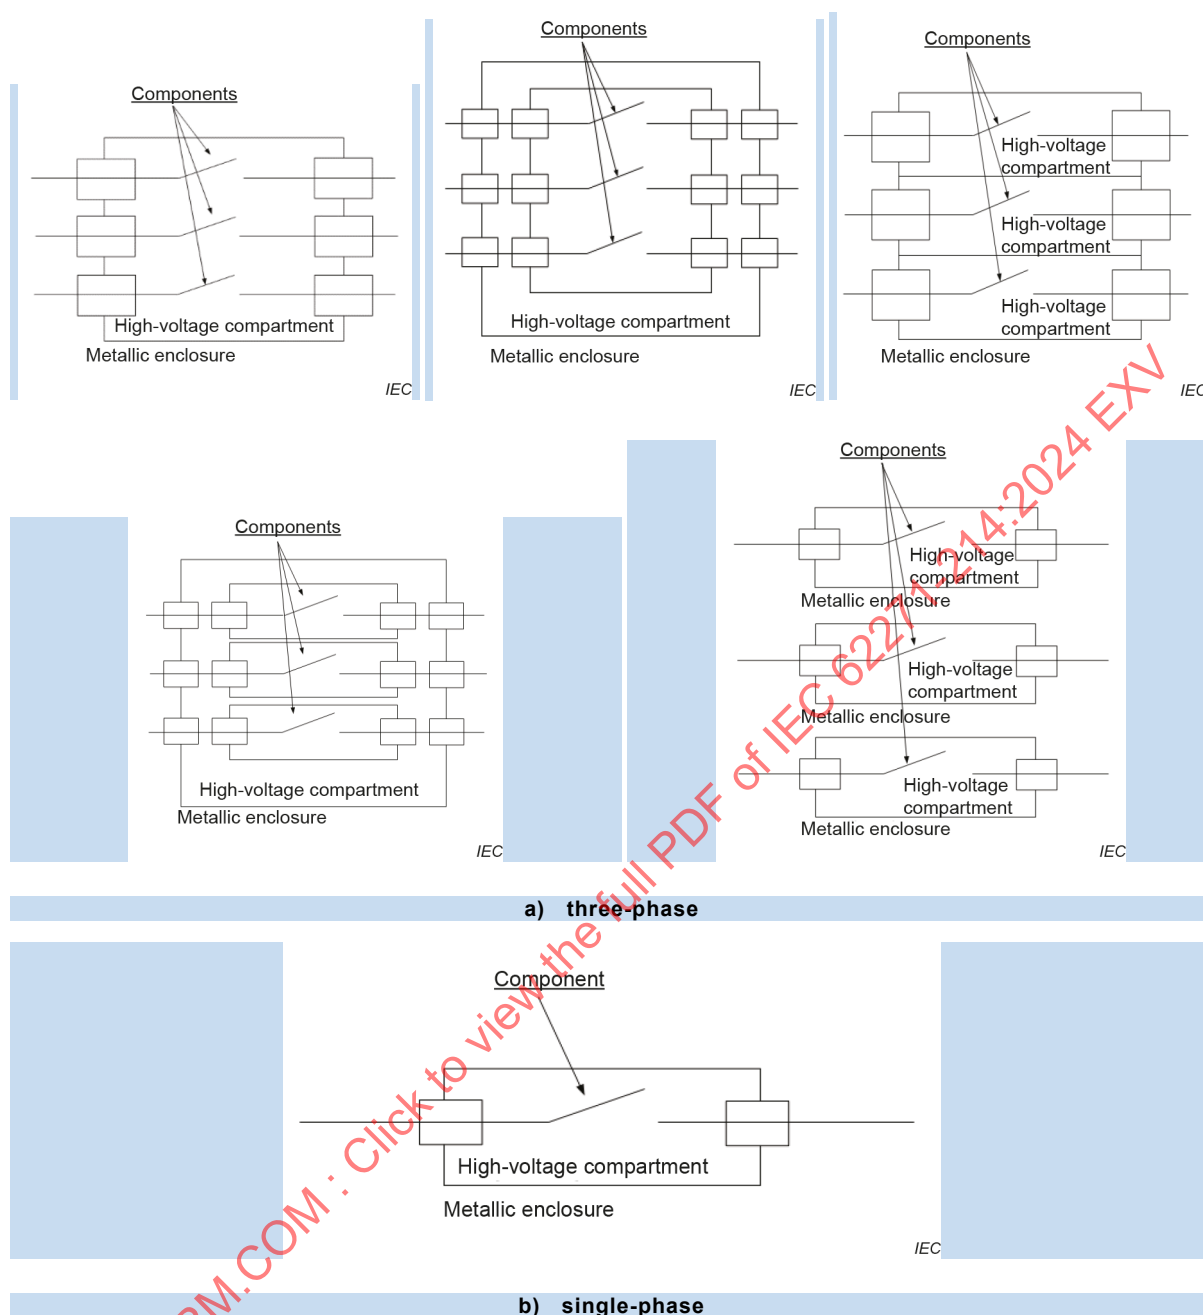 Components
High-voltage compartment
Metallic enclosure
IEC
Components
High-voltage compartment
Metallic enclosure
IEC
Components
High-voltage
compartment
High-voltage
compartment
High-voltage
compartment
Metallic enclosure
IEC
Components
High-voltage compartment
Metallic enclosure
IEC
Components
High-voltage
compartment
Metallic enclosure
High-voltage
compartment
Metallic enclosure
High-voltage
compartment
Metallic enclosure
IEC
a) three-phase
Component
High-voltage compartment
Metallic enclosure
IEC
b) single-phase
M.COM : Click to view the full PDF of IEC 62271-214:2024 EXV